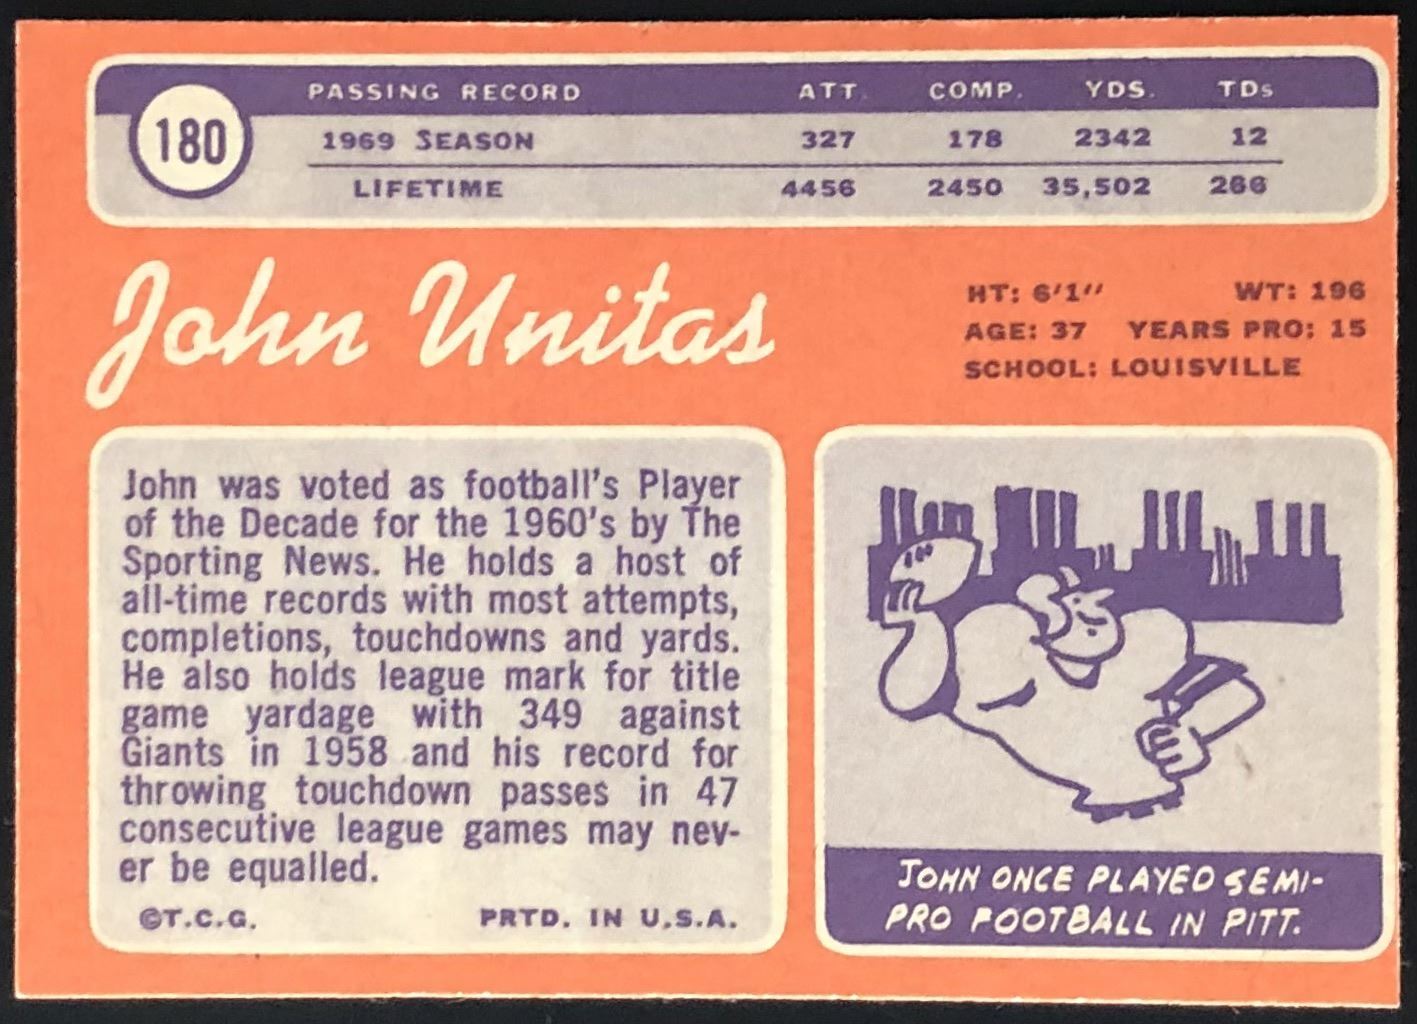 180
PASSING RECORD ATT. COMP. YDS. TDs
1969 SEASON 327 178 2342 12
LIFETIME 4456 2450 35,502 266
John Unitas
HT: 6'1" WT: 196
AGE: 37 YEARS PRO: 15
SCHOOL: LOUISVILLE
John was voted as football's Player
of the Decade for the 1960's by The
Sporting News. He holds a host of
all-time records with most attempts,
completions, touchdowns and yards.
He also holds league mark for title
game yardage with 349 against
Giants in 1958 and his record for
throwing touchdown passes in 47
consecutive league games may nev-
er be equalled.
©T.C.G. PRTD. IN U.S.A.
JOHN ONCE PLAYED SEMI-
PRO FOOTBALL IN PITT.